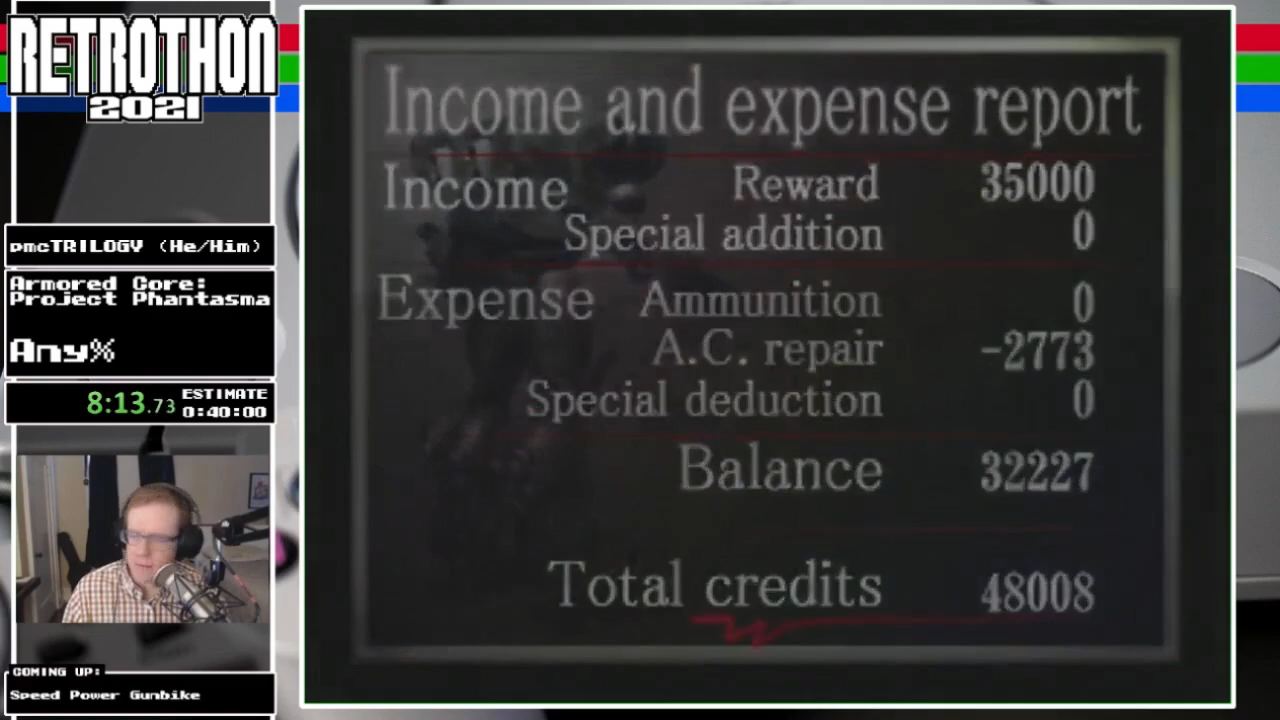 RETROTHON
2021
pmcTRILOGY (He/Him)
Armored Core:
Project Phantasma
Any%
8:13.73
ESTIMATE
0:40:00
COMING UP:
Speed Power Gunbike
Income and expense report
Income Reward 35000
Special addition 0
Expense Ammunition 0
A.C. repair -2773
Special deduction 0
Balance 32227
Total credits 48008